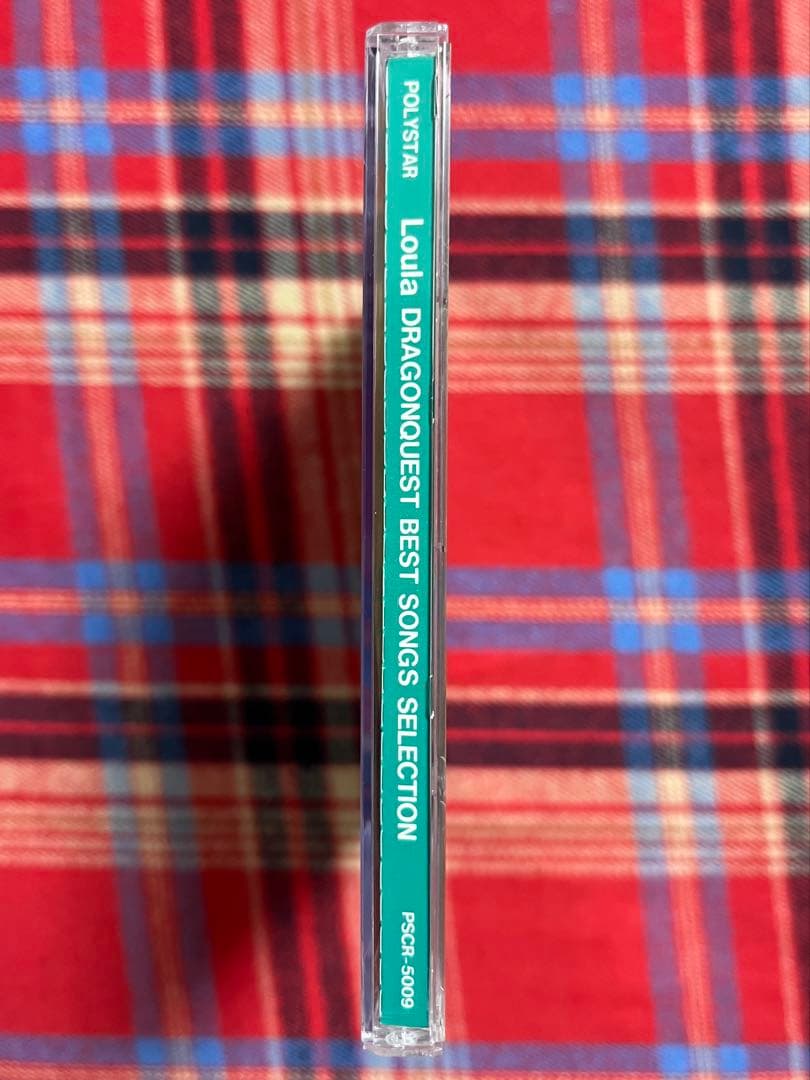 POLYSTAR Loula DRAGONQUEST BEST SONGS SELECTION PSCR-5009